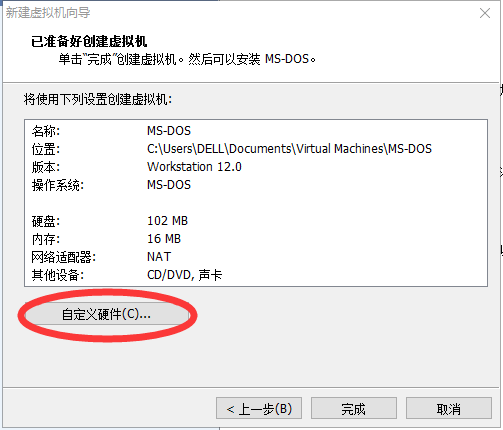 新建虚拟机向导
已准备好创建虚拟机
单击“完成”创建虚拟机。然后可以安装 MS-DOS。
将使用下列设置创建虚拟机:
名称: MS-DOS
位置: C:\Users\DELL\Documents\Virtual Machines\MS-DOS
版本: Workstation 12.0
操作系统: MS-DOS
硬盘: 102 MB
内存: 16 MB
网络适配器: NAT
其他设备: CD/DVD, 声卡
自定义硬件(C)...
< 上一步(B) 完成 取消